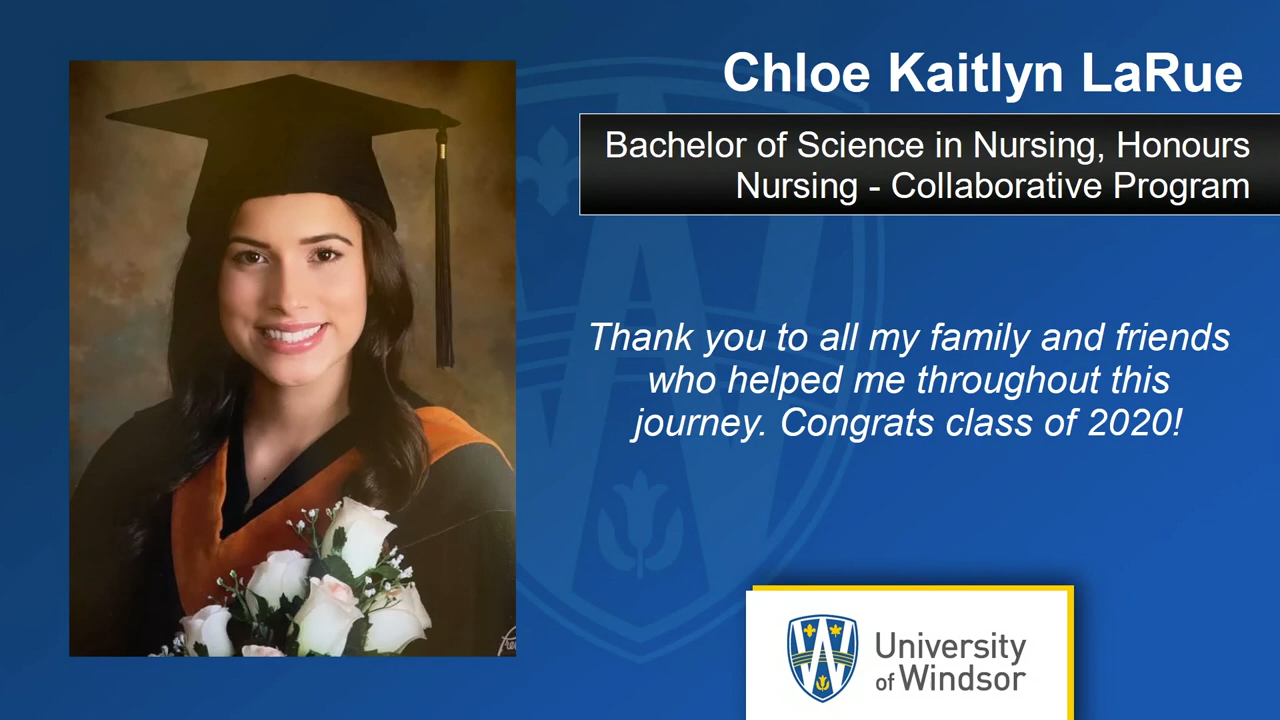 Chloe Kaitlyn LaRue
Bachelor of Science in Nursing, Honours
Nursing - Collaborative Program
Thank you to all my family and friends
who helped me throughout this
journey. Congrats class of 2020!
University
of Windsor